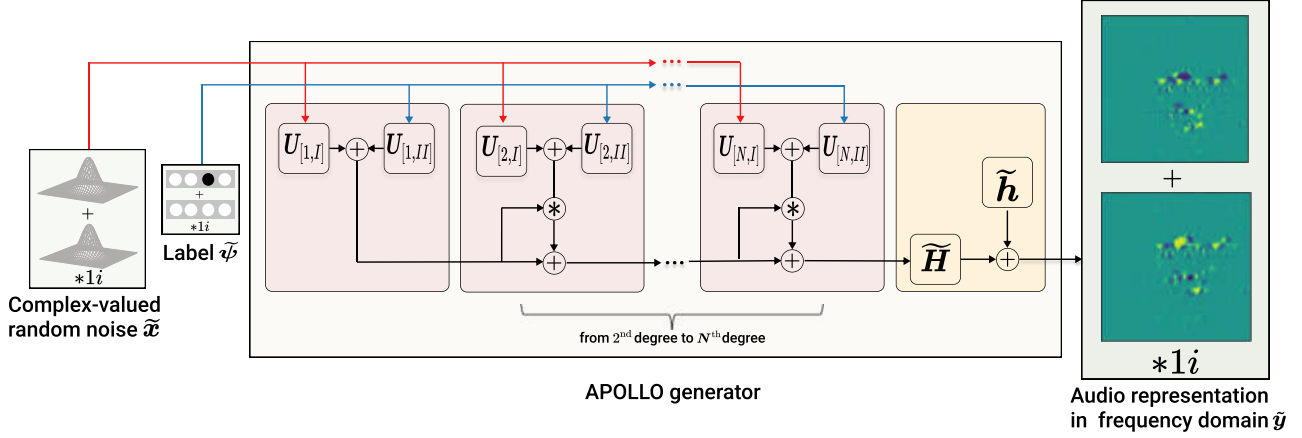 U[1,I]
+
U[1,II]
U[2,I]
+
U[2,II]
*
+
...
...
...
U[N,I]
+
U[N,II]
*
+
h̃
H̃
+
from 2nd degree to Nth degree
APOLLO generator
+
*1i
Complex-valued
random noise x̃
+
*1i
Label ψ̃
+
*1i
Audio representation
in frequency domain ỹ